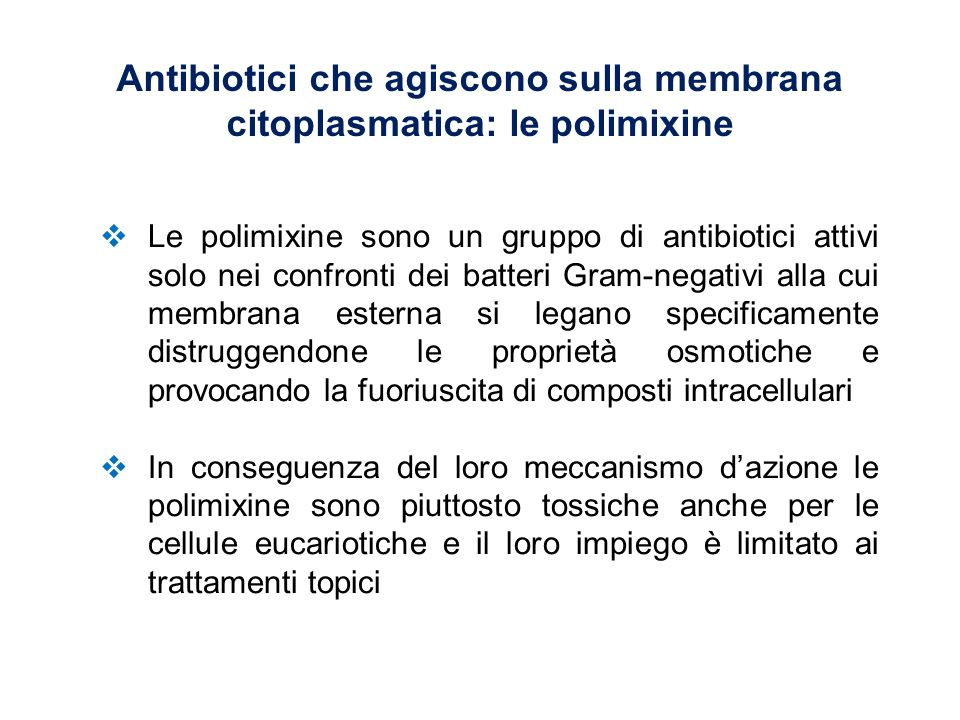 Antibiotici che agiscono sulla membrana
citoplasmatica: le polimixine
❖ Le polimixine sono un gruppo di antibiotici attivi
solo nei confronti dei batteri Gram-negativi alla cui
membrana esterna si legano specificamente
distruggendone le proprietà osmotiche e
provocando la fuoriuscita di composti intracellulari
❖ In conseguenza del loro meccanismo d’azione le
polimixine sono piuttosto tossiche anche per le
cellule eucariotiche e il loro impiego è limitato ai
trattamenti topici